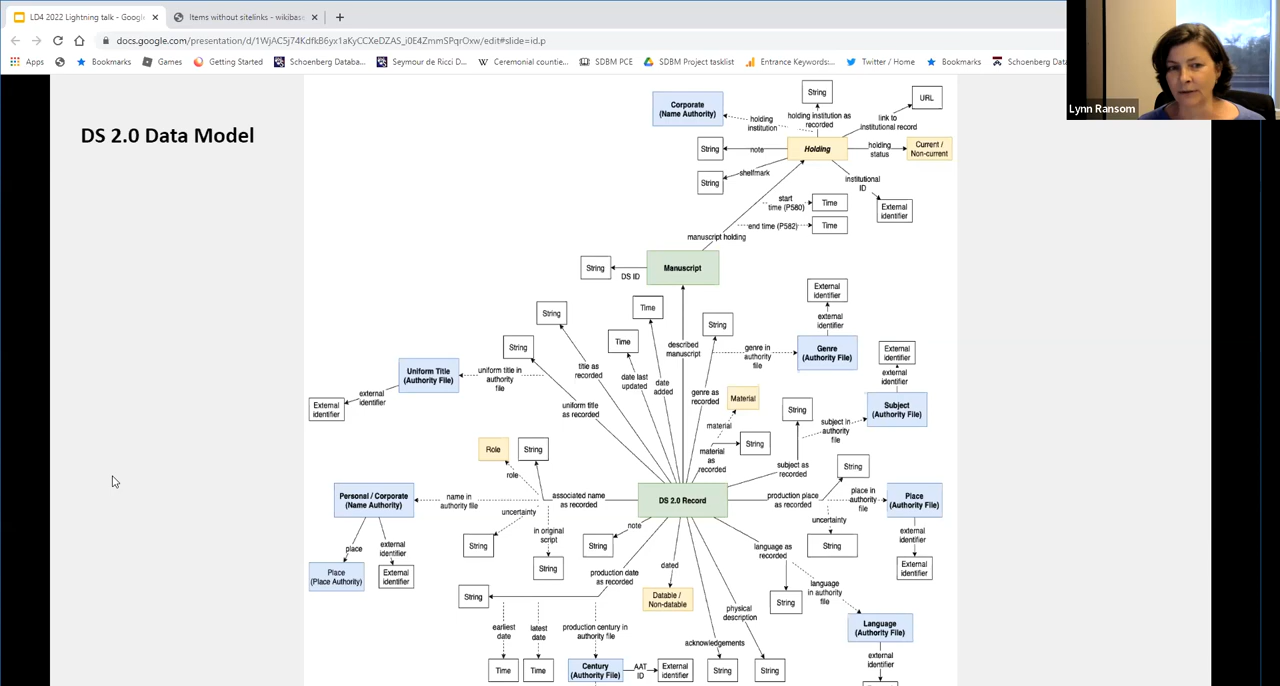 LD4 2022 Lightning talk - Googl
Items without sitelinks - wikibase
docs.google.com/presentation/d/1WjAC5j74KdfkB6yx1aKyCCXeDZAS_j0E4ZmmSPqrOxw/edit#slide=id.p
Apps
Bookmarks
Games
Getting Started
Schoenberg Databa...
Seymour de Ricci D...
Ceremonial countie...
SDBM PCE
SDBM Project tasklist
Entrance Keywords:...
Twitter / Home
Bookmarks
Schoenberg Data
Lynn Ransom
DS 2.0 Data Model
Corporate
(Name Authority)
String
URL
holding
institution
holding institution as
recorded
link to
institutional record
String
note
Holding
holding
status
Current /
Non-current
String
shelfmark
institutional
ID
External
identifier
start
time (P580)
Time
end time (P582)
Time
manuscript holding
String
DS ID
Manuscript
String
String
Time
Time
String
External
identifier
external
identifier
described
manuscript
genre in
authority
file
Genre
(Authority File)
External
identifier
external
identifier
Uniform Title
(Authority File)
uniform title in
authority
file
title as
recorded
date last
updated
date
added
genre as
recorded
Material
Subject
(Authority File)
external
identifier
External
identifier
uniform title
as recorded
material
String
subject in
authority
file
Role
String
String
material
as
recorded
role
subject as
recorded
String
Personal / Corporate
(Name Authority)
name in
authority file
associated name
as recorded
DS 2.0 Record
production place
as recorded
place in
authority
file
Place
(Authority File)
uncertainty
in original
script
note
uncertainty
external
identifier
place
external
identifier
String
String
String
language as
recorded
String
External
identifier
Place
(Place Authority)
External
identifier
production date
as recorded
dated
String
Datable /
Non-datable
String
language
in authority
file
physical
description
Language
(Authority File)
earliest
date
latest
date
production century in
authority file
acknowledgements
external
identifier
Time
Time
Century
(Authority File)
AAT
ID
External
identifier
String
String